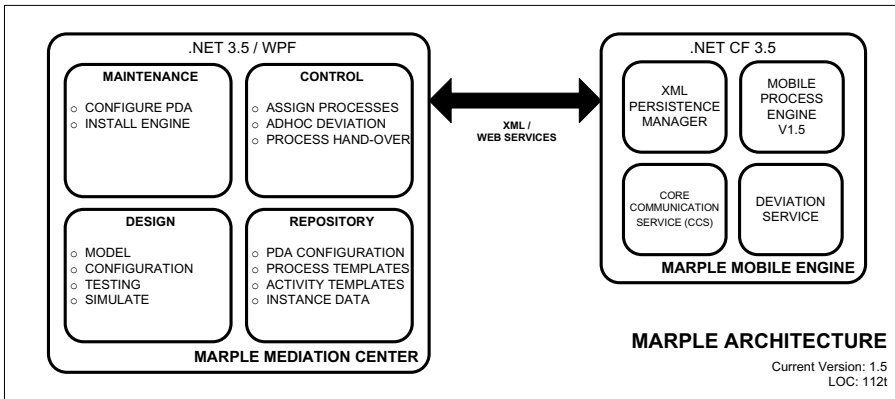 .NET 3.5 / WPF
MAINTENANCE
○ CONFIGURE PDA
○ INSTALL ENGINE
CONTROL
○ ASSIGN PROCESSES
○ ADHOC DEVIATION
○ PROCESS HAND-OVER
DESIGN
○ MODEL
○ CONFIGURATION
○ TESTING
○ SIMULATE
REPOSITORY
○ PDA CONFIGURATION
○ PROCESS TEMPLATES
○ ACTIVITY TEMPLATES
○ INSTANCE DATA
MARPLE MEDIATION CENTER
XML /
WEB SERVICES
.NET CF 3.5
XML
PERSISTENCE
MANAGER
MOBILE
PROCESS
ENGINE
V1.5
CORE
COMMUNICATION
SERVICE (CCS)
DEVIATION
SERVICE
MARPLE MOBILE ENGINE
MARPLE ARCHITECTURE
Current Version: 1.5
LOC: 112t